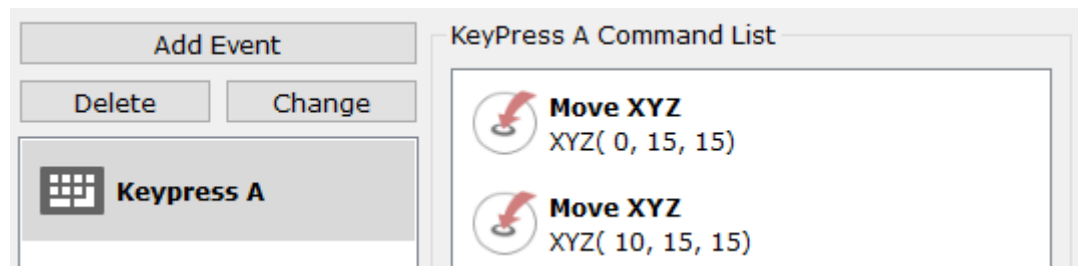 Add Event
Delete
Change
Keypress A
KeyPress A Command List
Move XYZ
XYZ( 0, 15, 15)
Move XYZ
XYZ( 10, 15, 15)